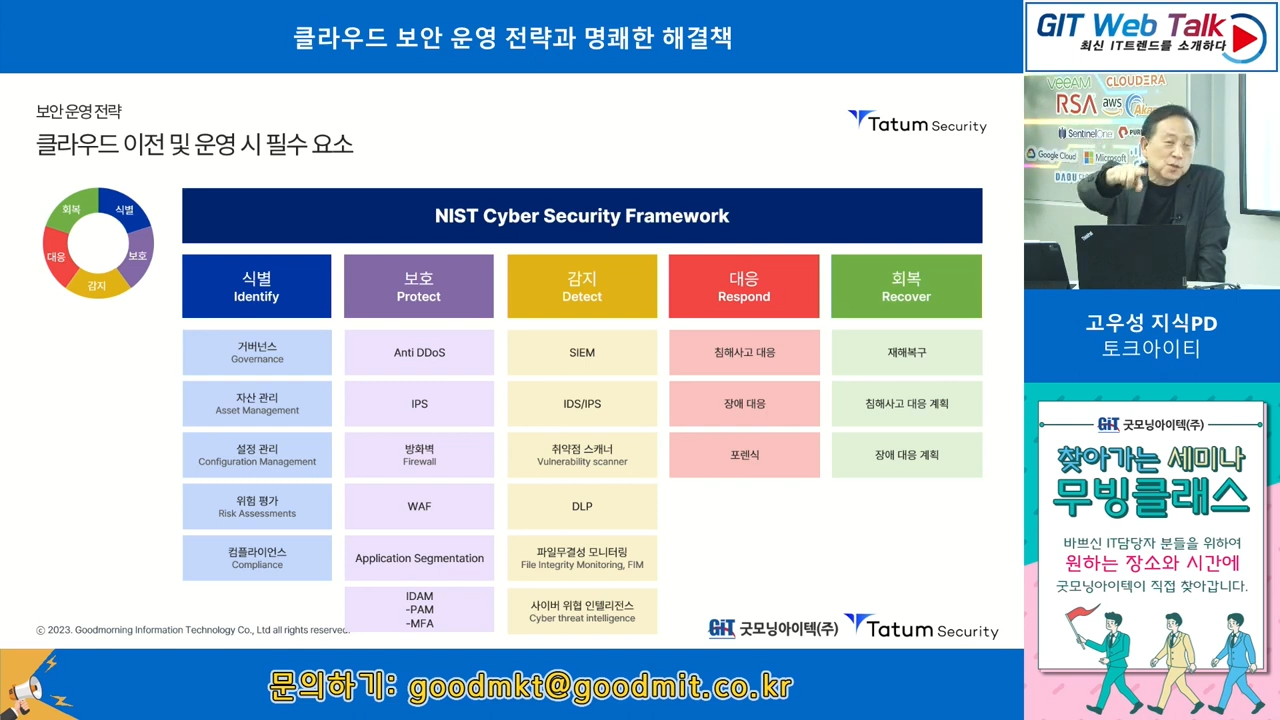 클라우드 보안 운영 전략과 명쾌한 해결책
GIT Web Talk
최신 IT트렌드를 소개하다
보안 운영 전략
클라우드 이전 및 운영 시 필수 요소
Tatum Security
회복
식별
대응
보호
감지
NIST Cyber Security Framework
식별
Identify
보호
Protect
감지
Detect
대응
Respond
회복
Recover
거버넌스
Governance
Anti DDoS
SIEM
침해사고 대응
재해복구
자산 관리
Asset Management
IPS
IDS/IPS
장애 대응
침해사고 대응 계획
설정 관리
Configuration Management
방화벽
Firewall
취약점 스캐너
Vulnerability scanner
포렌식
장애 대응 계획
위험 평가
Risk Assessments
WAF
DLP
컴플라이언스
Compliance
Application Segmentation
파일무결성 모니터링
File Integrity Monitoring, FIM
IDAM
-PAM
-MFA
사이버 위협 인텔리전스
Cyber threat intelligence
ⓒ 2023. Goodmorning Information Technology Co., Ltd all rights reserved.
GIT 굿모닝아이텍(주)
Tatum Security
문의하기: goodmkt@goodmit.co.kr
veeAM
CLOUDERA
RSA
aws
SentinelOne
Google Cloud
Microsoft
ThinkPad
고우성 지식PD
토크아이티
GIT 굿모닝아이텍(주)
찾아가는 세미나
무빙클래스
바쁘신 IT담당자 분들을 위하여
원하는 장소와 시간에
굿모닝아이텍이 직접 찾아갑니다.